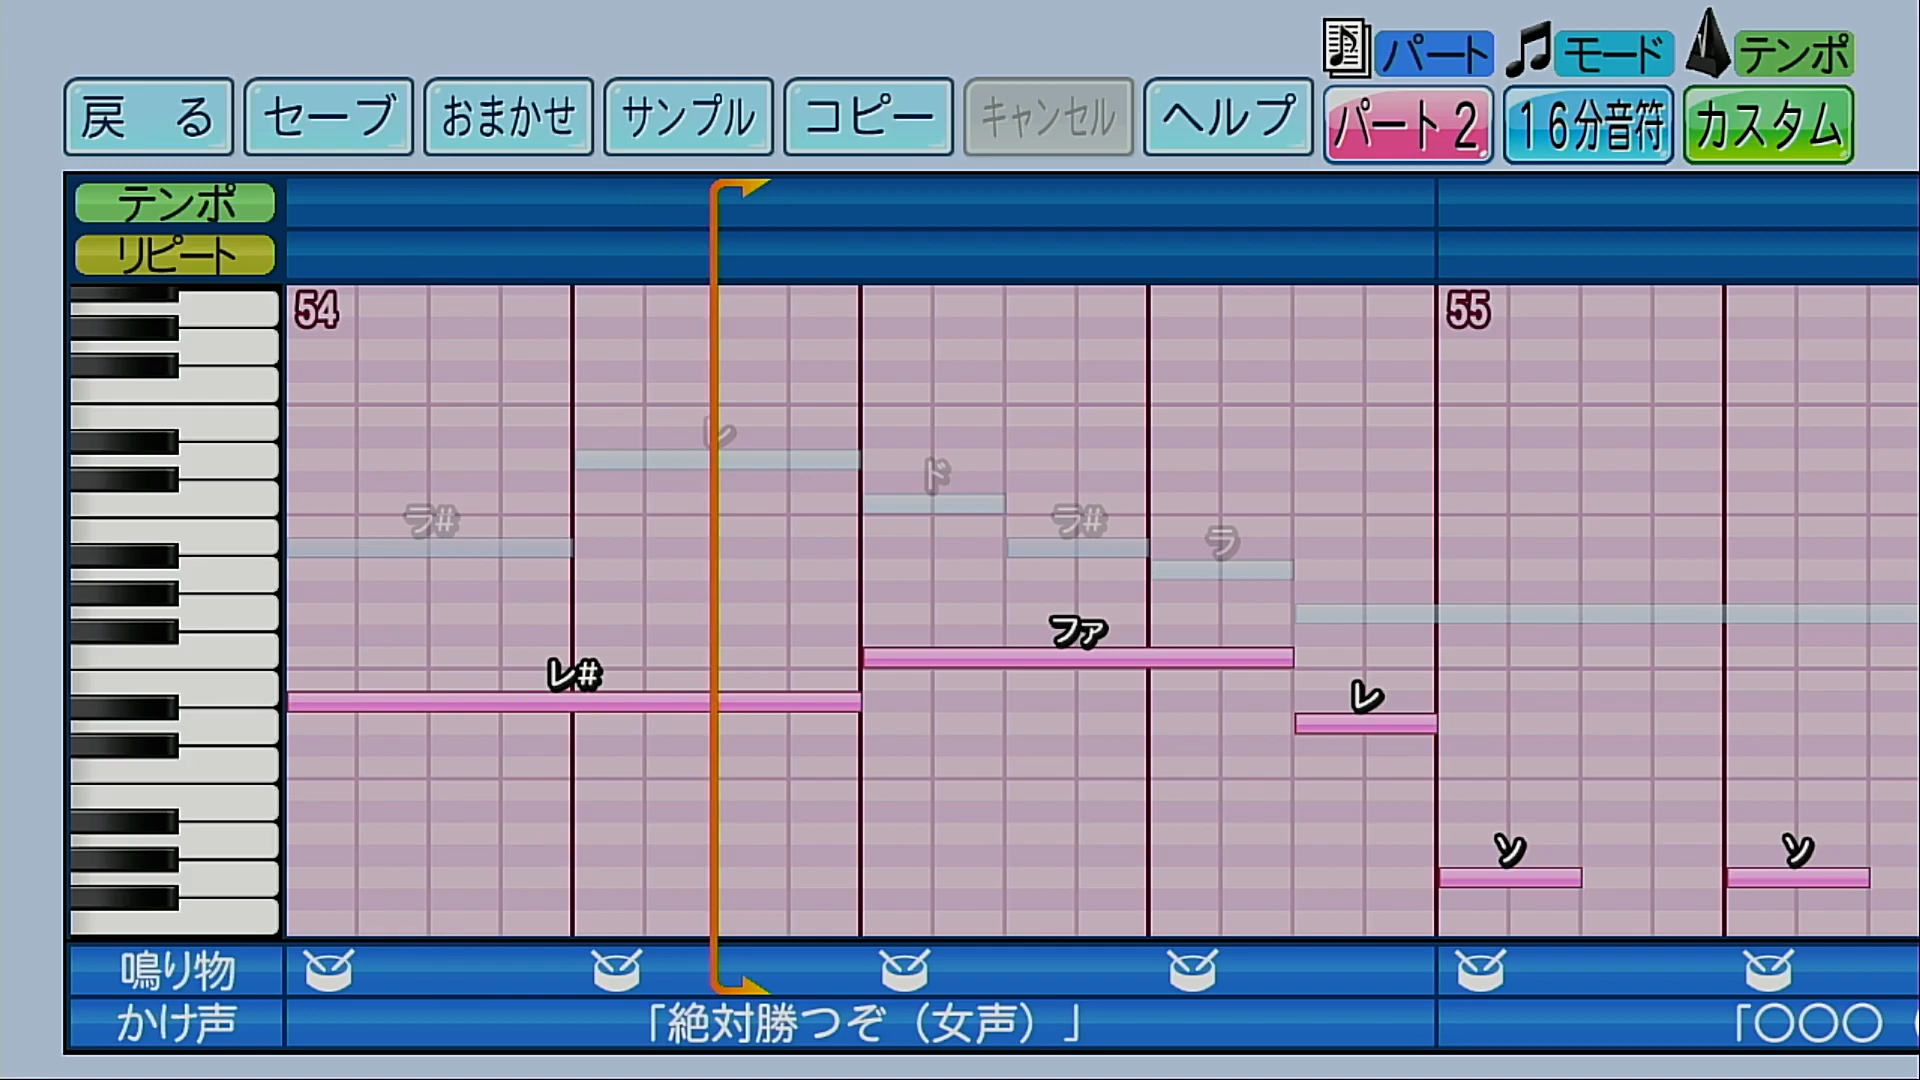 パート モード テンポ
戻 る セーブ おまかせ サンプル コピー キャンセル ヘルプ パート2 16分音符 カスタム
テンポ
リピート
54 55
レ
ド
ラ# ラ#
ラ
ファ
レ#
レ
ソ ソ
鳴り物
かけ声 「絶対勝つぞ（女声）」 「〇〇〇